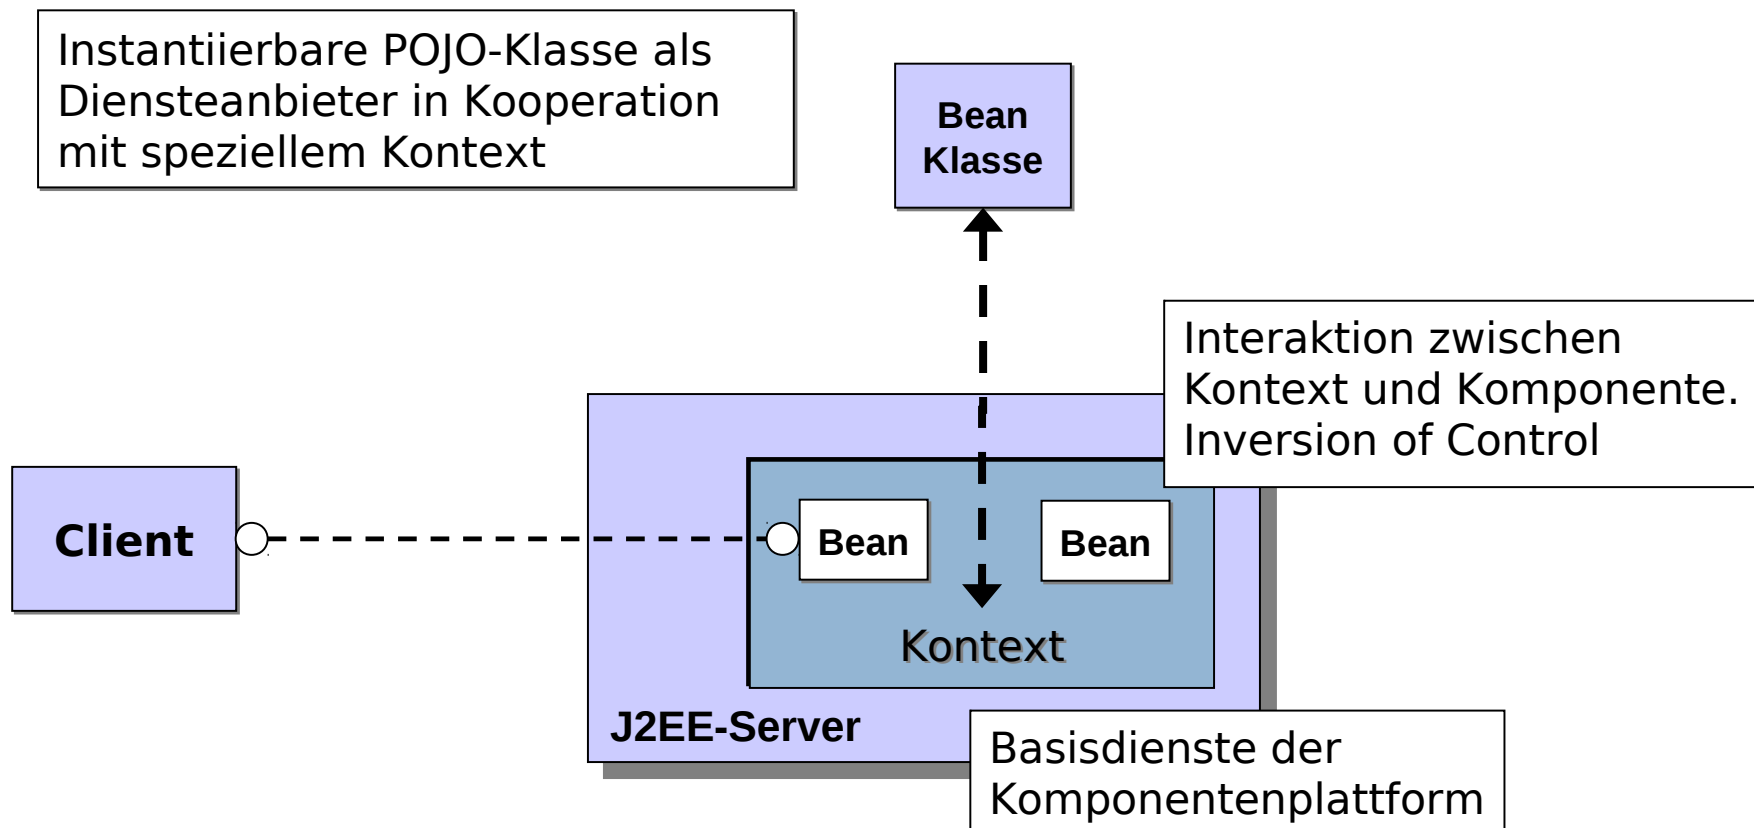 Instantiierbare POJO-Klasse als
Diensteanbieter in Kooperation
mit speziellem Kontext
Bean
Klasse
Interaktion zwischen
Kontext und Komponente.
Inversion of Control
Client
Bean
Bean
Kontext
J2EE-Server
Basisdienste der
Komponentenplattform